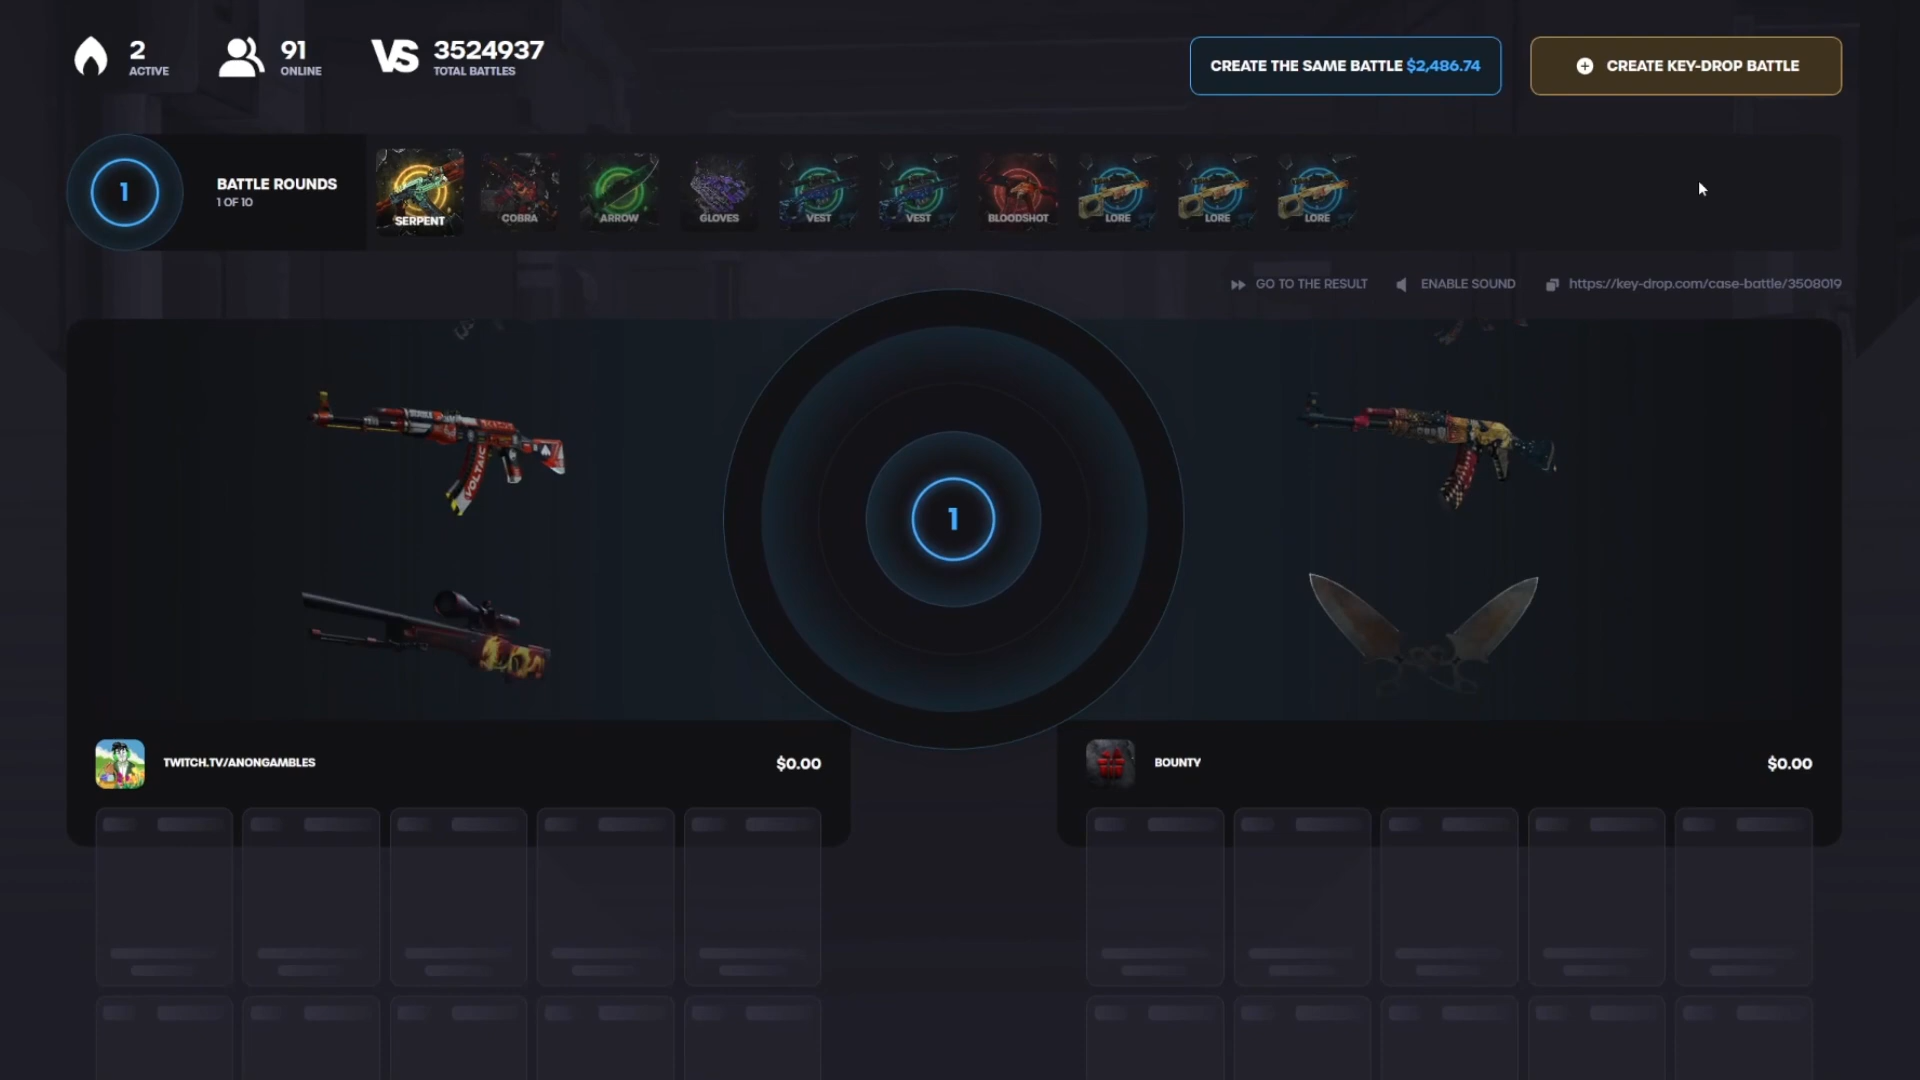 2
ACTIVE
91
ONLINE
VS
3524937
TOTAL BATTLES
CREATE THE SAME BATTLE $2,486.74
CREATE KEY-DROP BATTLE
1
BATTLE ROUNDS
1 OF 10
SERPENT
COBRA
ARROW
GLOVES
VEST
VEST
BLOODSHOT
LORE
LORE
LORE
GO TO THE RESULT
ENABLE SOUND
https://key-drop.com/case-battle/3508019
VOLTAIC
1
TWITCH.TV/ANONGAMBLES
$0.00
BOUNTY
$0.00